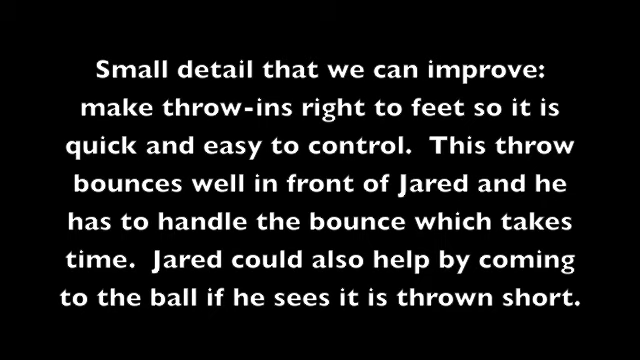 Small detail that we can improve:
make throw-ins right to feet so it is
quick and easy to control.  This throw
bounces well in front of Jared and he
has to handle the bounce which takes
time.  Jared could also help by coming
to the ball if he sees it is thrown short.